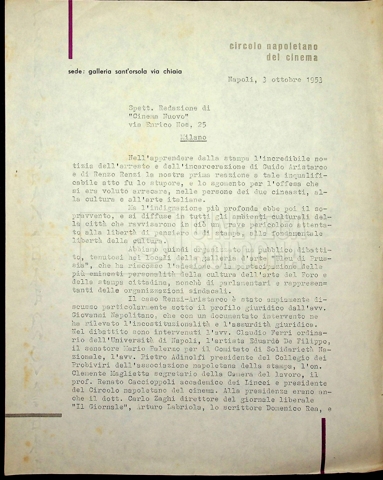 circolo napoletano
del cinema
sede: galleria sant'orsola via chiaia
Napoli, 3 ottobre 1953
Spett. Redazione di
"Cinema Nuovo"
via Enrico Noe, 25
Milano
Nell'apprendere dalla stampa l'incredibile no-
tizia dell'arresto e dell'incarcerazione di Guido Aristarco
e di Renzo Renzi la nostra prima reazione a tale inqualifi-
cabile atto fu lo stupore, e lo sgomento per l'offesa che
si era voluto arrecare, nelle persone dei due cineasti, al-
la cultura e all'arte italiana.
Ma l'indignazione più profonda ebbe poi il so-
pravvento, e si diffuse in tutti gli ambienti culturali del-
la città che ravvisarono in ciò un grave pericoloso attenta-
to alla libertà di pensiero e di stampa, alla fondamentale
libertà della cultura.
Abbiamo quindi organizzato un pubblico dibatti-
to, tenutosi nei locali della galleria d'arte "Bleu di Prus-
sia", che ha riscosso l'adesione e la partecipazione delle
più eminenti personalità della cultura dell'arte del Foro e
della stampa cittadina, nonchè di parlamentari e rappresen-
tanti delle organizzazioni sindacali.
Il caso Renzi-Aristarco è stato ampiamente di-
scusso particolarmente sotto il profilo giuridico dall'avv.
Giovanni Napolitano, che con un documentato intervento ne
ha rilevato l'incostituzionalità e l'assurdità giuridica.
Nel dibattito sono intervenuti l'avv. Claudio Ferri ordina-
rio dell'Università di Napoli, l'artista Eduardo De Filippo,
il senatore Mario Palermo per il Comitato di Solidarietà Na-
zionale, l'avv. Pietro Adinolfi presidente del Collegio dei
Probiviri dell'associazione napoletana della stampa, l'on.
Clemente Maglietta segretario della Camera del lavoro, il
prof. Renato Caccioppoli accademico dei Lincei e presidente
del Circolo napoletano del cinema. Alla presidenza erano an-
che il dott. Carlo Zaghi direttore del giornale liberale
"Il Giornale", Arturo Labriola, lo scrittore Domenico Rea, e